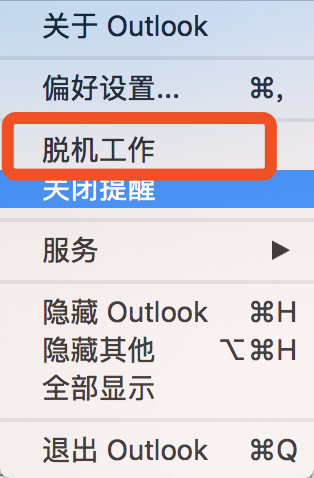 关于 Outlook
偏好设置... ⌘,
脱机工作
关闭提醒
服务 ▶
隐藏 Outlook ⌘H
隐藏其他 ⌥⌘H
全部显示
退出 Outlook ⌘Q